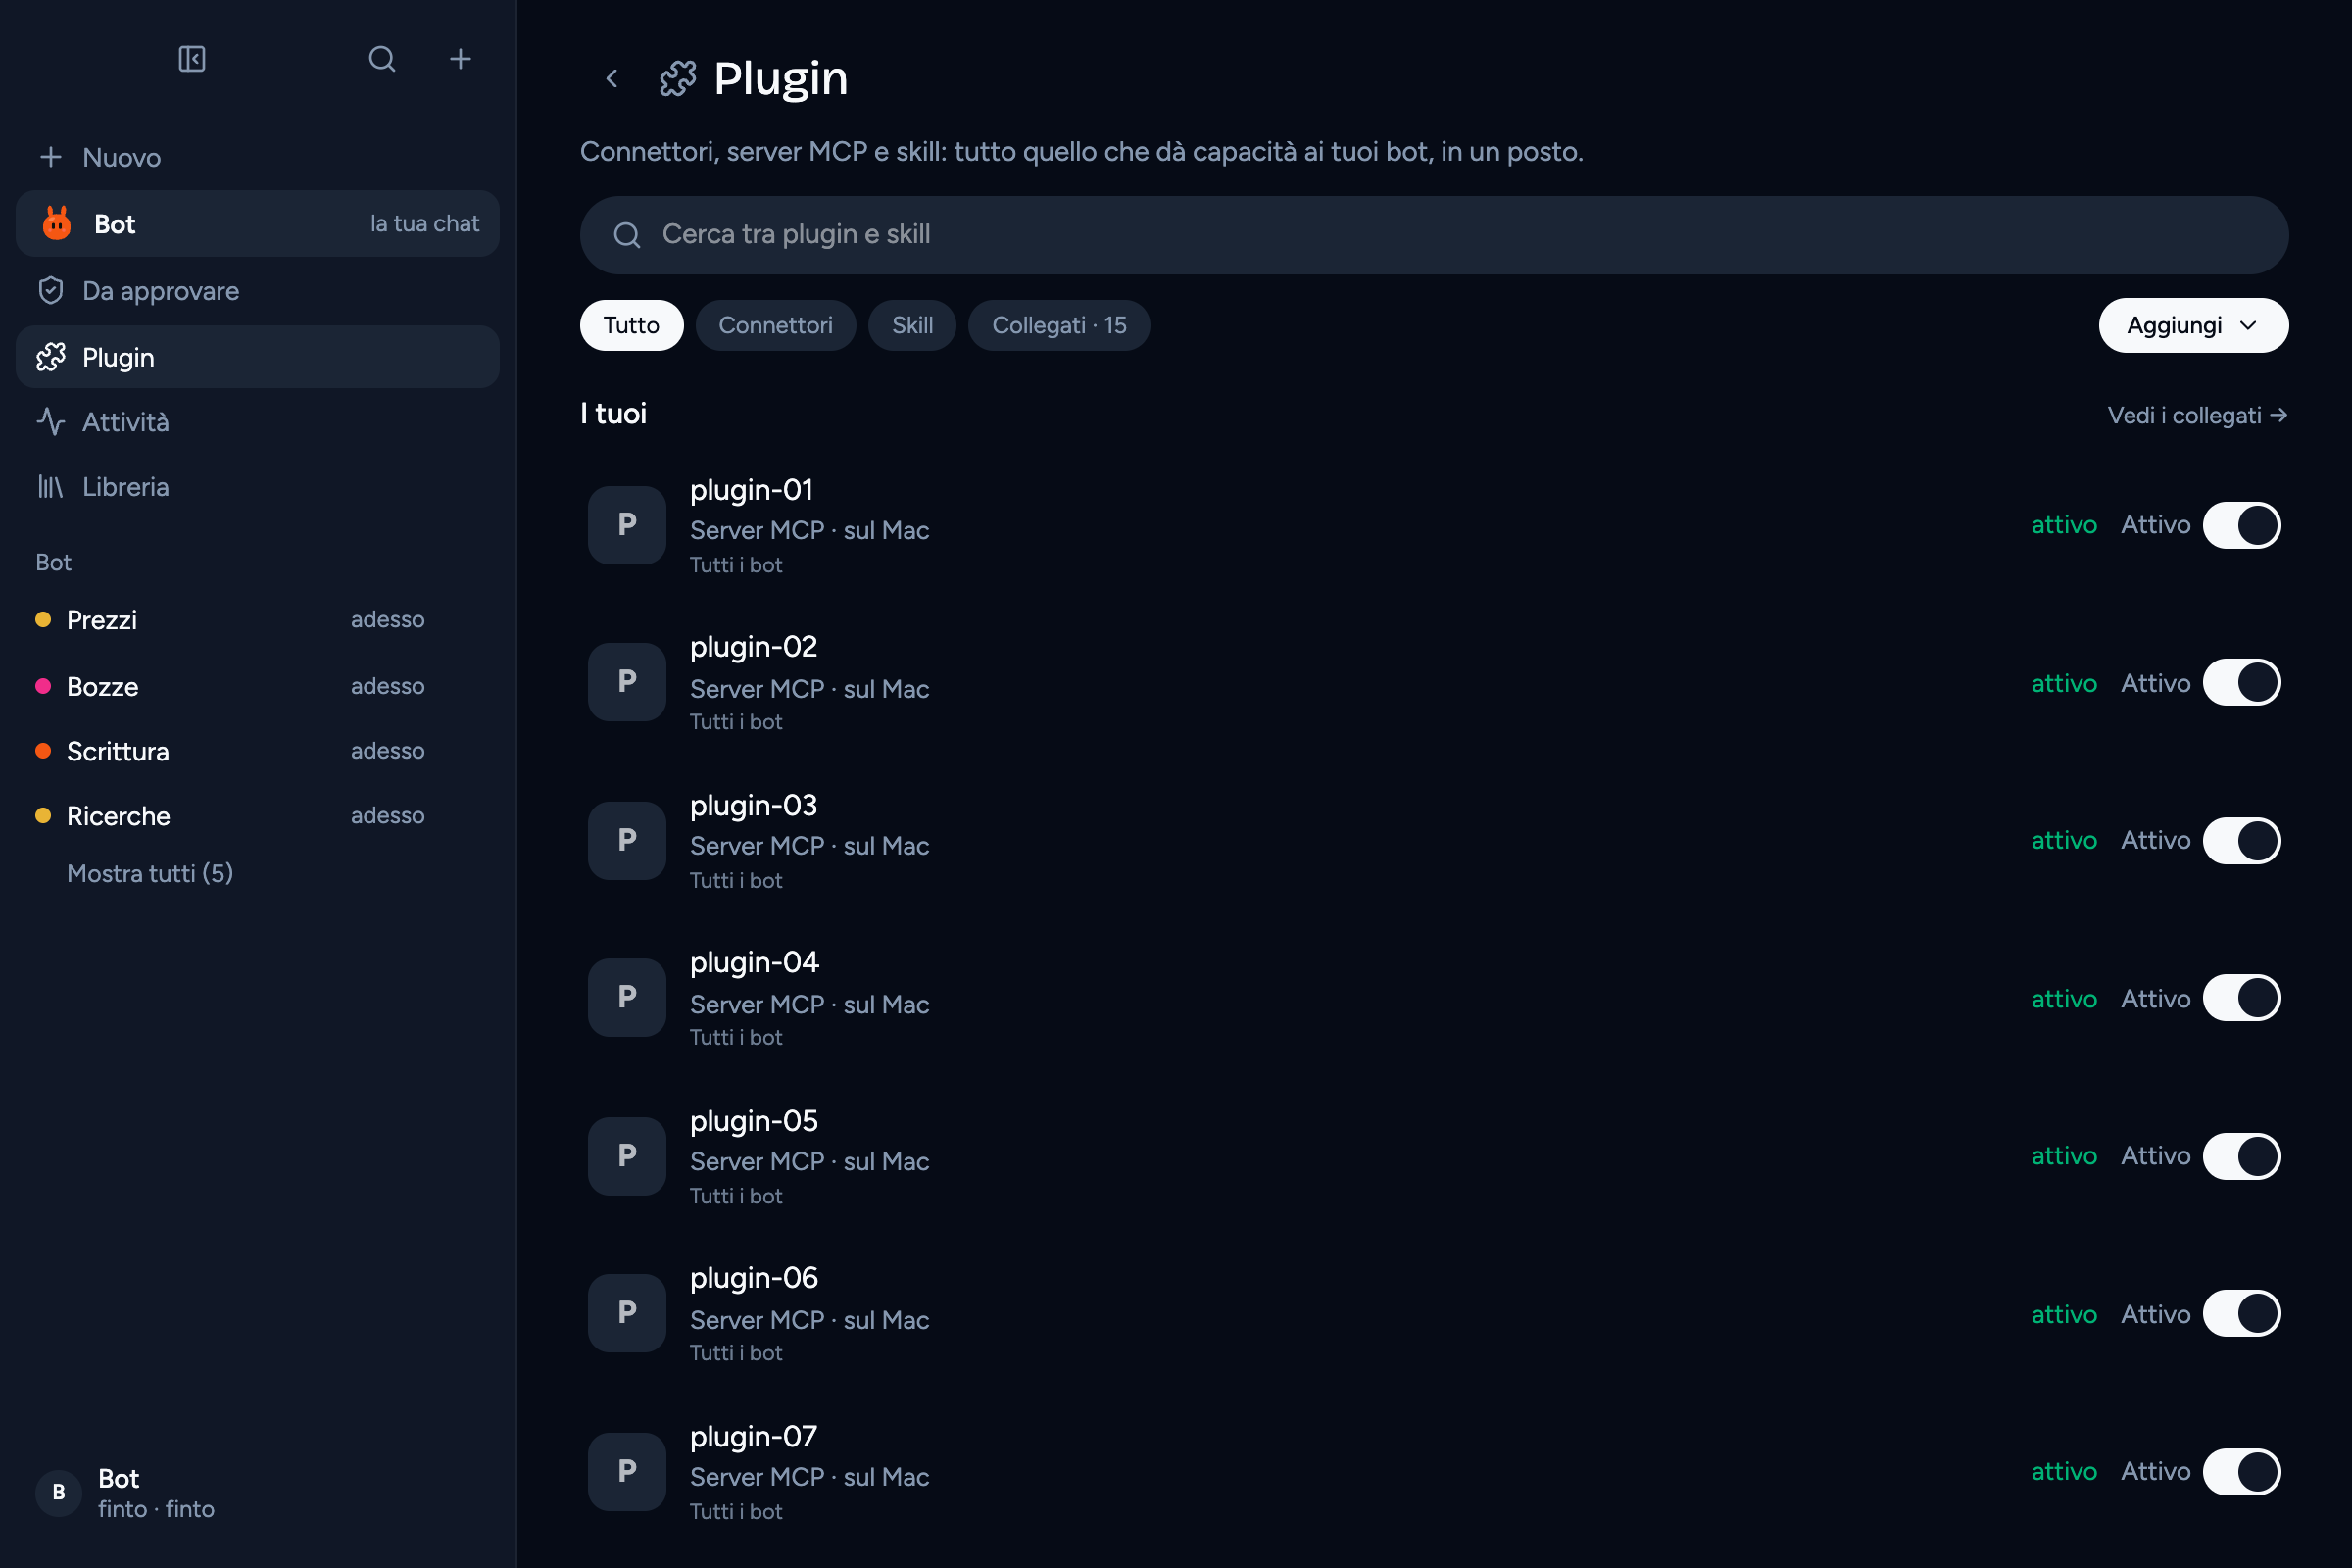 Nuovo
Bot la tua chat
Da approvare
Plugin
Attività
Libreria
Bot
Prezzi adesso
Bozze adesso
Scrittura adesso
Ricerche adesso
Mostra tutti (5)
B
Bot
finto · finto
Plugin
Connettori, server MCP e skill: tutto quello che dà capacità ai tuoi bot, in un posto.
Cerca tra plugin e skill
Tutto Connettori Skill Collegati · 15 Aggiungi
I tuoi Vedi i collegati →
P
plugin-01
Server MCP · sul Mac
Tutti i bot
attivo Attivo
P
plugin-02
Server MCP · sul Mac
Tutti i bot
attivo Attivo
P
plugin-03
Server MCP · sul Mac
Tutti i bot
attivo Attivo
P
plugin-04
Server MCP · sul Mac
Tutti i bot
attivo Attivo
P
plugin-05
Server MCP · sul Mac
Tutti i bot
attivo Attivo
P
plugin-06
Server MCP · sul Mac
Tutti i bot
attivo Attivo
P
plugin-07
Server MCP · sul Mac
Tutti i bot
attivo Attivo